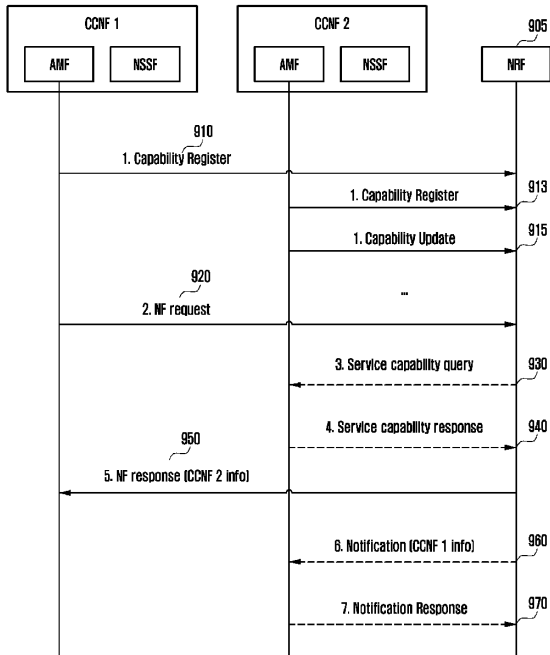 CCNF 1
CCNF 2
905
AMF
NSSF
AMF
NSSF
NRF
910
1. Capability Register
1. Capability Register
913
1. Capability Update
915
920
...
2. NF request
3. Service capability query
930
4. Service capability response
940
950
5. NF response (CCNF 2 info)
6. Notification (CCNF 1 info)
960
7. Notification Response
970